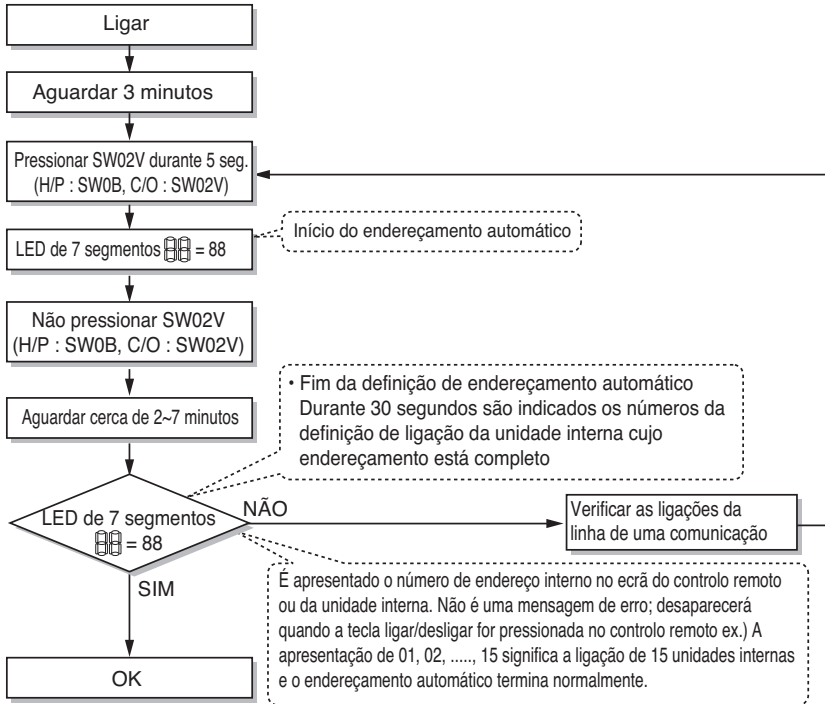 Ligar
Aguardar 3 minutos
Pressionar SW02V durante 5 seg.
(H/P : SW0B, C/O : SW02V)
LED de 7 segmentos 88 = 88
Início do endereçamento automático
Não pressionar SW02V
(H/P : SW0B, C/O : SW02V)
Aguardar cerca de 2~7 minutos
• Fim da definição de endereçamento automático
Durante 30 segundos são indicados os números da
definição de ligação da unidade interna cujo
endereçamento está completo
LED de 7 segmentos
88 = 88
NÃO
Verificar as ligações da
linha de uma comunicação
SIM
É apresentado o número de endereço interno no ecrã do controlo remoto
ou da unidade interna. Não é uma mensagem de erro; desaparecerá
quando a tecla ligar/desligar for pressionada no controlo remoto ex.) A
apresentação de 01, 02, ....., 15 significa a ligação de 15 unidades internas
e o endereçamento automático termina normalmente.
OK